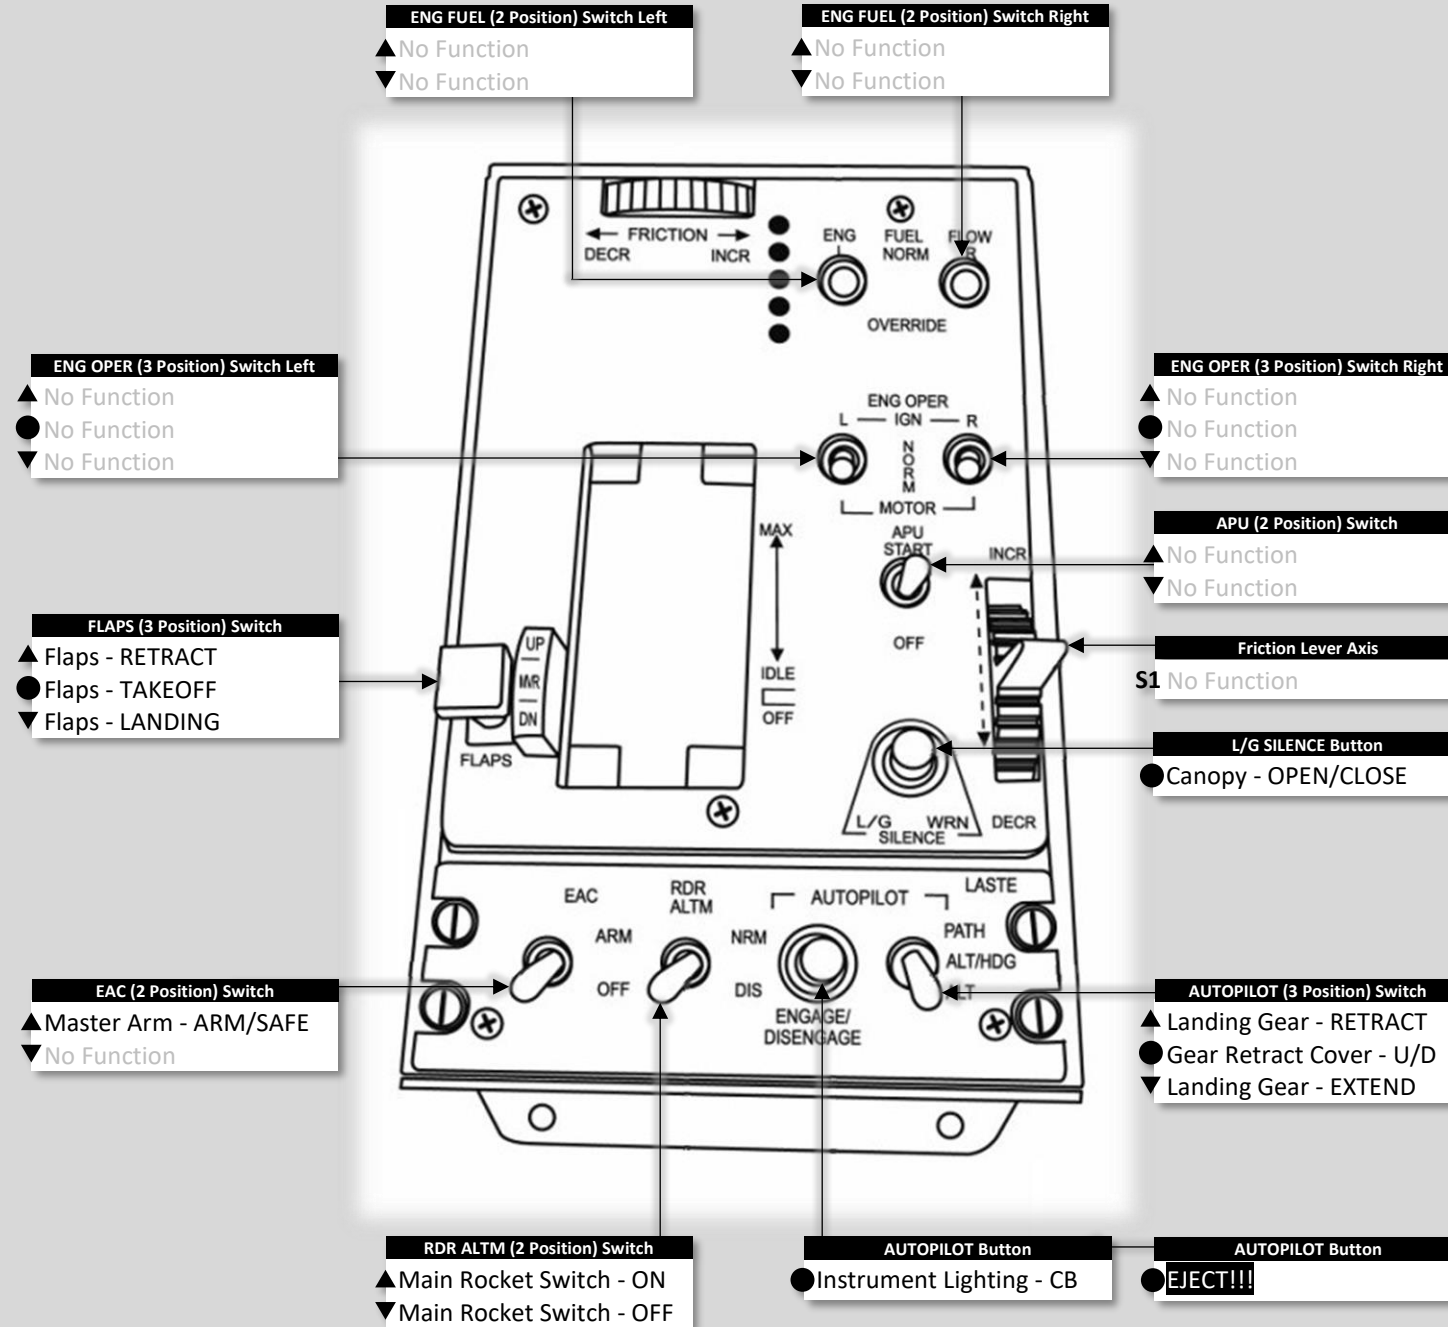 ENG FUEL (2 Position) Switch Left
No Function
No Function
ENG FUEL (2 Position) Switch Right
No Function
No Function
FRICTION
DECR INCR
ENG FUEL FLOW
L NORM R
OVERRIDE
ENG OPER (3 Position) Switch Left
No Function
No Function
No Function
ENG OPER (3 Position) Switch Right
No Function
No Function
No Function
ENG OPER
L IGN R
NORM
MOTOR
APU
START
OFF
MAX
IDLE
OFF
INCR
DECR
APU (2 Position) Switch
No Function
No Function
FLAPS (3 Position) Switch
Flaps - RETRACT
Flaps - TAKEOFF
Flaps - LANDING
UP
MVR
DN
FLAPS
Friction Lever Axis
S1 No Function
L/G SILENCE Button
Canopy - OPEN/CLOSE
L/G WRN
SILENCE
EAC
ARM
OFF
RDR
ALTM
NRM
DIS
AUTOPILOT
ENGAGE/
DISENGAGE
LASTE
PATH
ALT/HDG
ALT
EAC (2 Position) Switch
Master Arm - ARM/SAFE
No Function
AUTOPILOT (3 Position) Switch
Landing Gear - RETRACT
Gear Retract Cover - U/D
Landing Gear - EXTEND
RDR ALTM (2 Position) Switch
Main Rocket Switch - ON
Main Rocket Switch - OFF
AUTOPILOT Button
Instrument Lighting - CB
AUTOPILOT Button
EJECT!!!